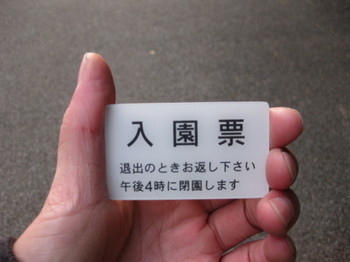 入園票
退出のときお返し下さい
午後4時に閉園します